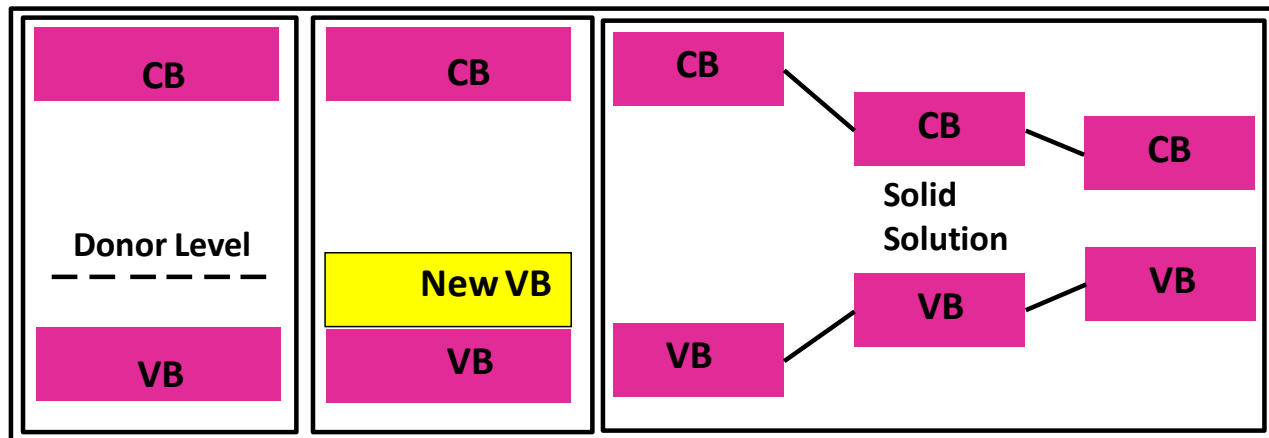 CB
Donor Level
VB
CB
New VB
VB
CB
CB
CB
Solid
Solution
VB
VB
VB